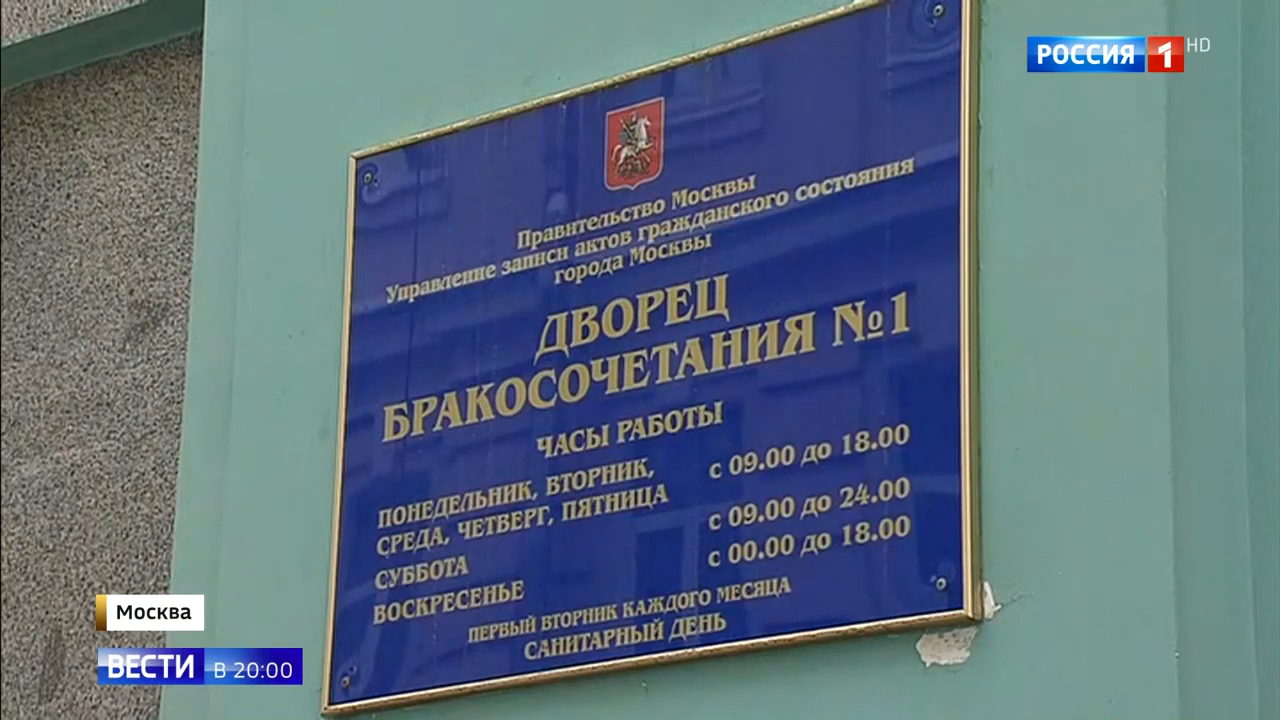 РОССИЯ 1 HD
Правительство Москвы
Управление записи актов гражданского состояния
города Москвы
ДВОРЕЦ
БРАКОСОЧЕТАНИЯ №1
ЧАСЫ РАБОТЫ
ПОНЕДЕЛЬНИК, ВТОРНИК,
СРЕДА, ЧЕТВЕРГ, ПЯТНИЦА с 09.00 до 18.00
СУББОТА с 09.00 до 24.00
ВОСКРЕСЕНЬЕ с 00.00 до 18.00
ПЕРВЫЙ ВТОРНИК КАЖДОГО МЕСЯЦА
САНИТАРНЫЙ ДЕНЬ
Москва
ВЕСТИ В 20:00